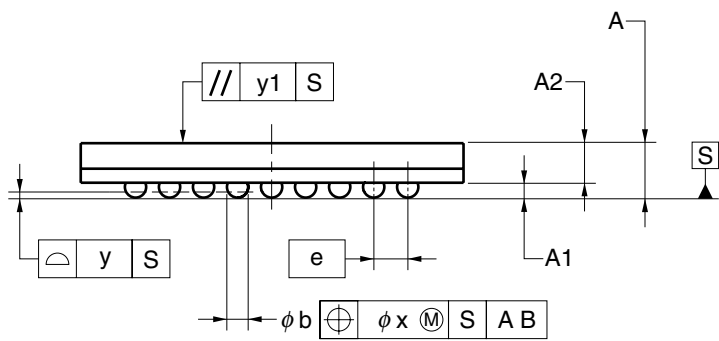 A
A2
// y1 S
S
⌓ y S
e
A1
φb ⌖ φx Ⓜ S A B